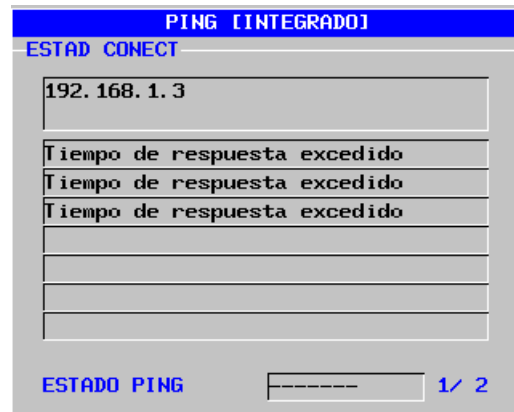 PING [INTEGRADO]
ESTAD CONECT
192.168.1.3
Tiempo de respuesta excedido
Tiempo de respuesta excedido
Tiempo de respuesta excedido
ESTADO PING -------- 1/ 2